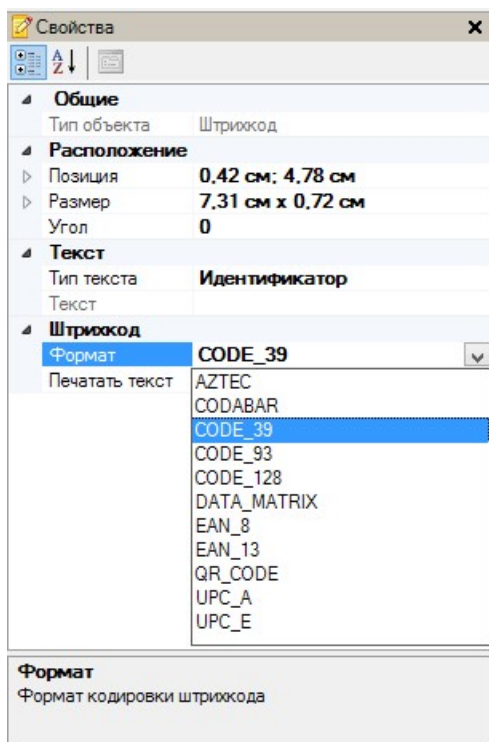 Свойства
Общие
Тип объекта Штрихкод
Расположение
Позиция 0,42 см; 4,78 см
Размер 7,31 см x 0,72 см
Угол 0
Текст
Тип текста Идентификатор
Текст
Штрихкод
Формат CODE_39
Печатать текст
AZTEC
CODABAR
CODE_39
CODE_93
CODE_128
DATA_MATRIX
EAN_8
EAN_13
QR_CODE
UPC_A
UPC_E
Формат
Формат кодировки штрихкода